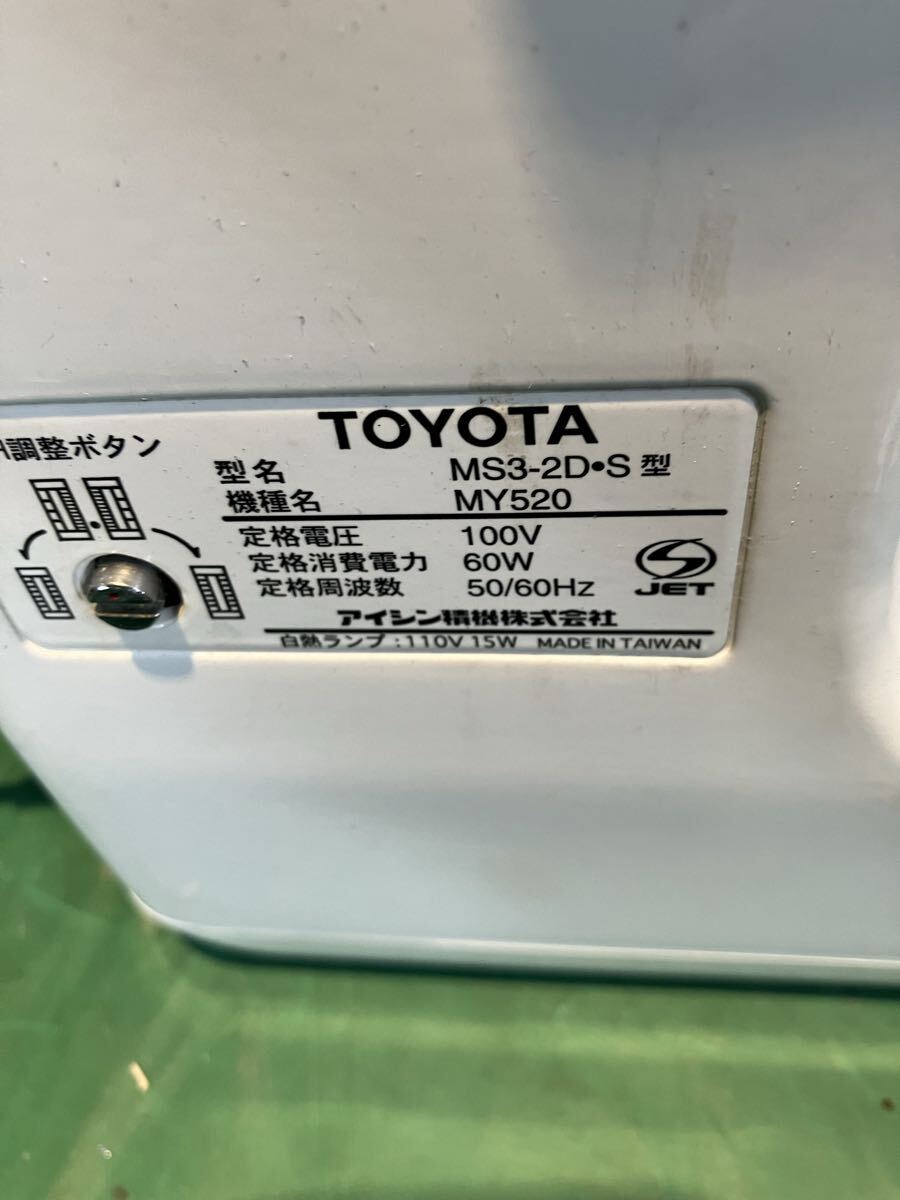 調整ボタン
TOYOTA
型名 MS3-2D•S 型
機種名 MY520
定格電圧 100V
定格消費電力 60W
定格周波数 50/60Hz
S JET
アイシン精機株式会社
白熱ランプ:110V 15W MADE IN TAIWAN